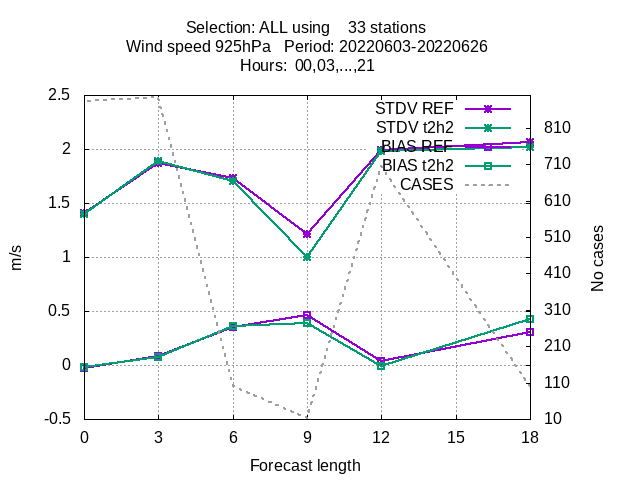 Selection: ALL using 33 stations
Wind speed 925hPa Period: 20220603-20220626
Hours: 00,03,...,21
STDV REF
STDV t2h2
BIAS REF
BIAS t2h2
CASES
2.5
2
1.5
1
0.5
0
-0.5
m/s
810
710
610
510
410
310
210
110
10
No cases
0 3 6 9 12 15 18
Forecast length